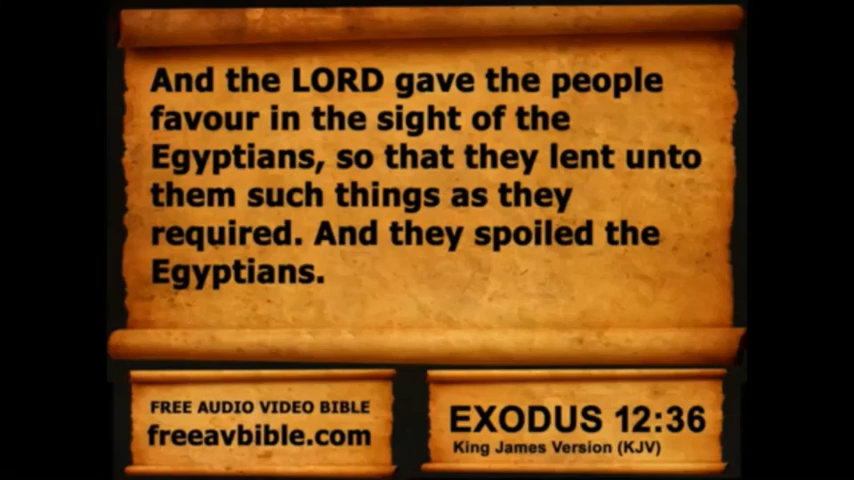 And the LORD gave the people
favour in the sight of the
Egyptians, so that they lent unto
them such things as they
required. And they spoiled the
Egyptians.
FREE AUDIO VIDEO BIBLE
freeavbible.com
EXODUS 12:36
King James Version (KJV)